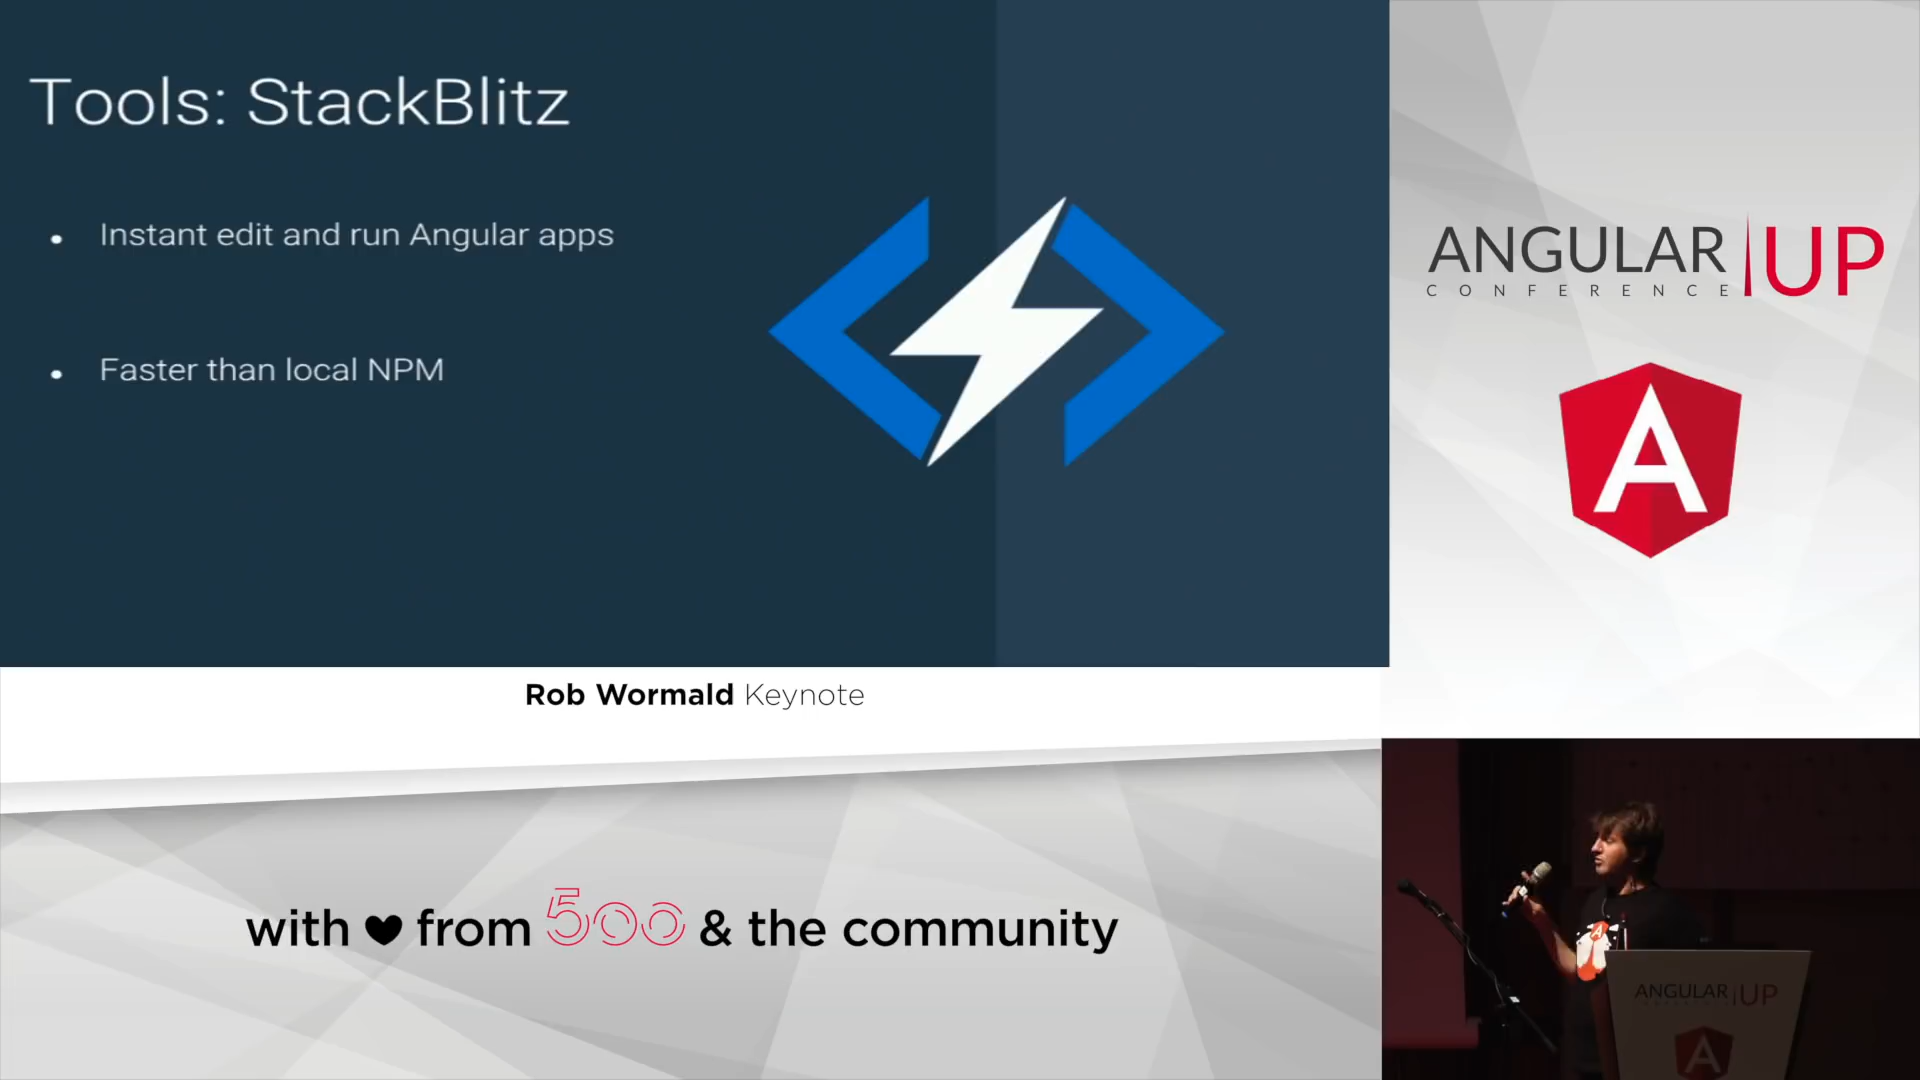 Tools: StackBlitz
• Instant edit and run Angular apps
• Faster than local NPM
ANGULAR UP
CONFERENCE
Rob Wormald Keynote
with ♥ from 500 & the community
ANGULAR UP